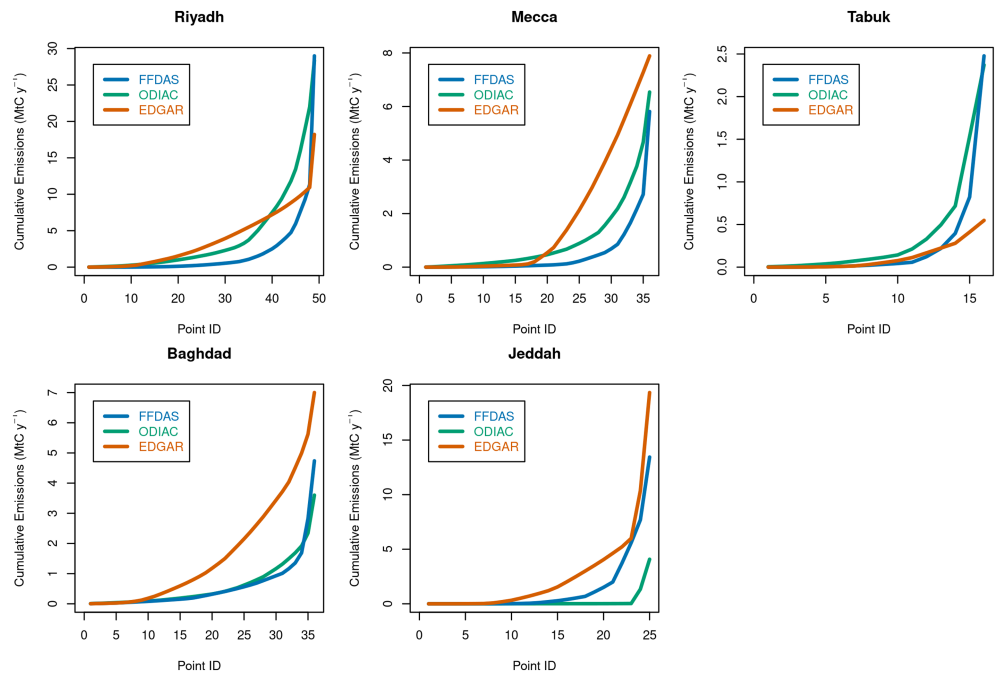 Riyadh
Cumulative Emissions (MtC y⁻¹)
0 5 10 15 20 25 30
FFDAS
ODIAC
EDGAR
0 10 20 30 40 50
Point ID
Mecca
Cumulative Emissions (MtC y⁻¹)
0 2 4 6 8
FFDAS
ODIAC
EDGAR
0 5 10 15 20 25 30 35
Point ID
Tabuk
Cumulative Emissions (MtC y⁻¹)
0.0 0.5 1.0 1.5 2.0 2.5
FFDAS
ODIAC
EDGAR
0 5 10 15
Point ID
Baghdad
Cumulative Emissions (MtC y⁻¹)
0 1 2 3 4 5 6 7
FFDAS
ODIAC
EDGAR
0 5 10 15 20 25 30 35
Point ID
Jeddah
Cumulative Emissions (MtC y⁻¹)
0 5 10 15 20
FFDAS
ODIAC
EDGAR
0 5 10 15 20 25
Point ID